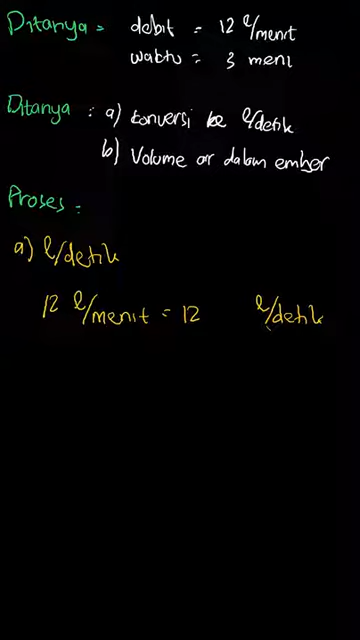 Ditanya = debit = 12 l/menit
waktu = 3 meni
Ditanya : a) konversi ke l/detik
b) Volume air dalam ember
Proses =
a) l/detik
12 l/menit = 12 l/detik